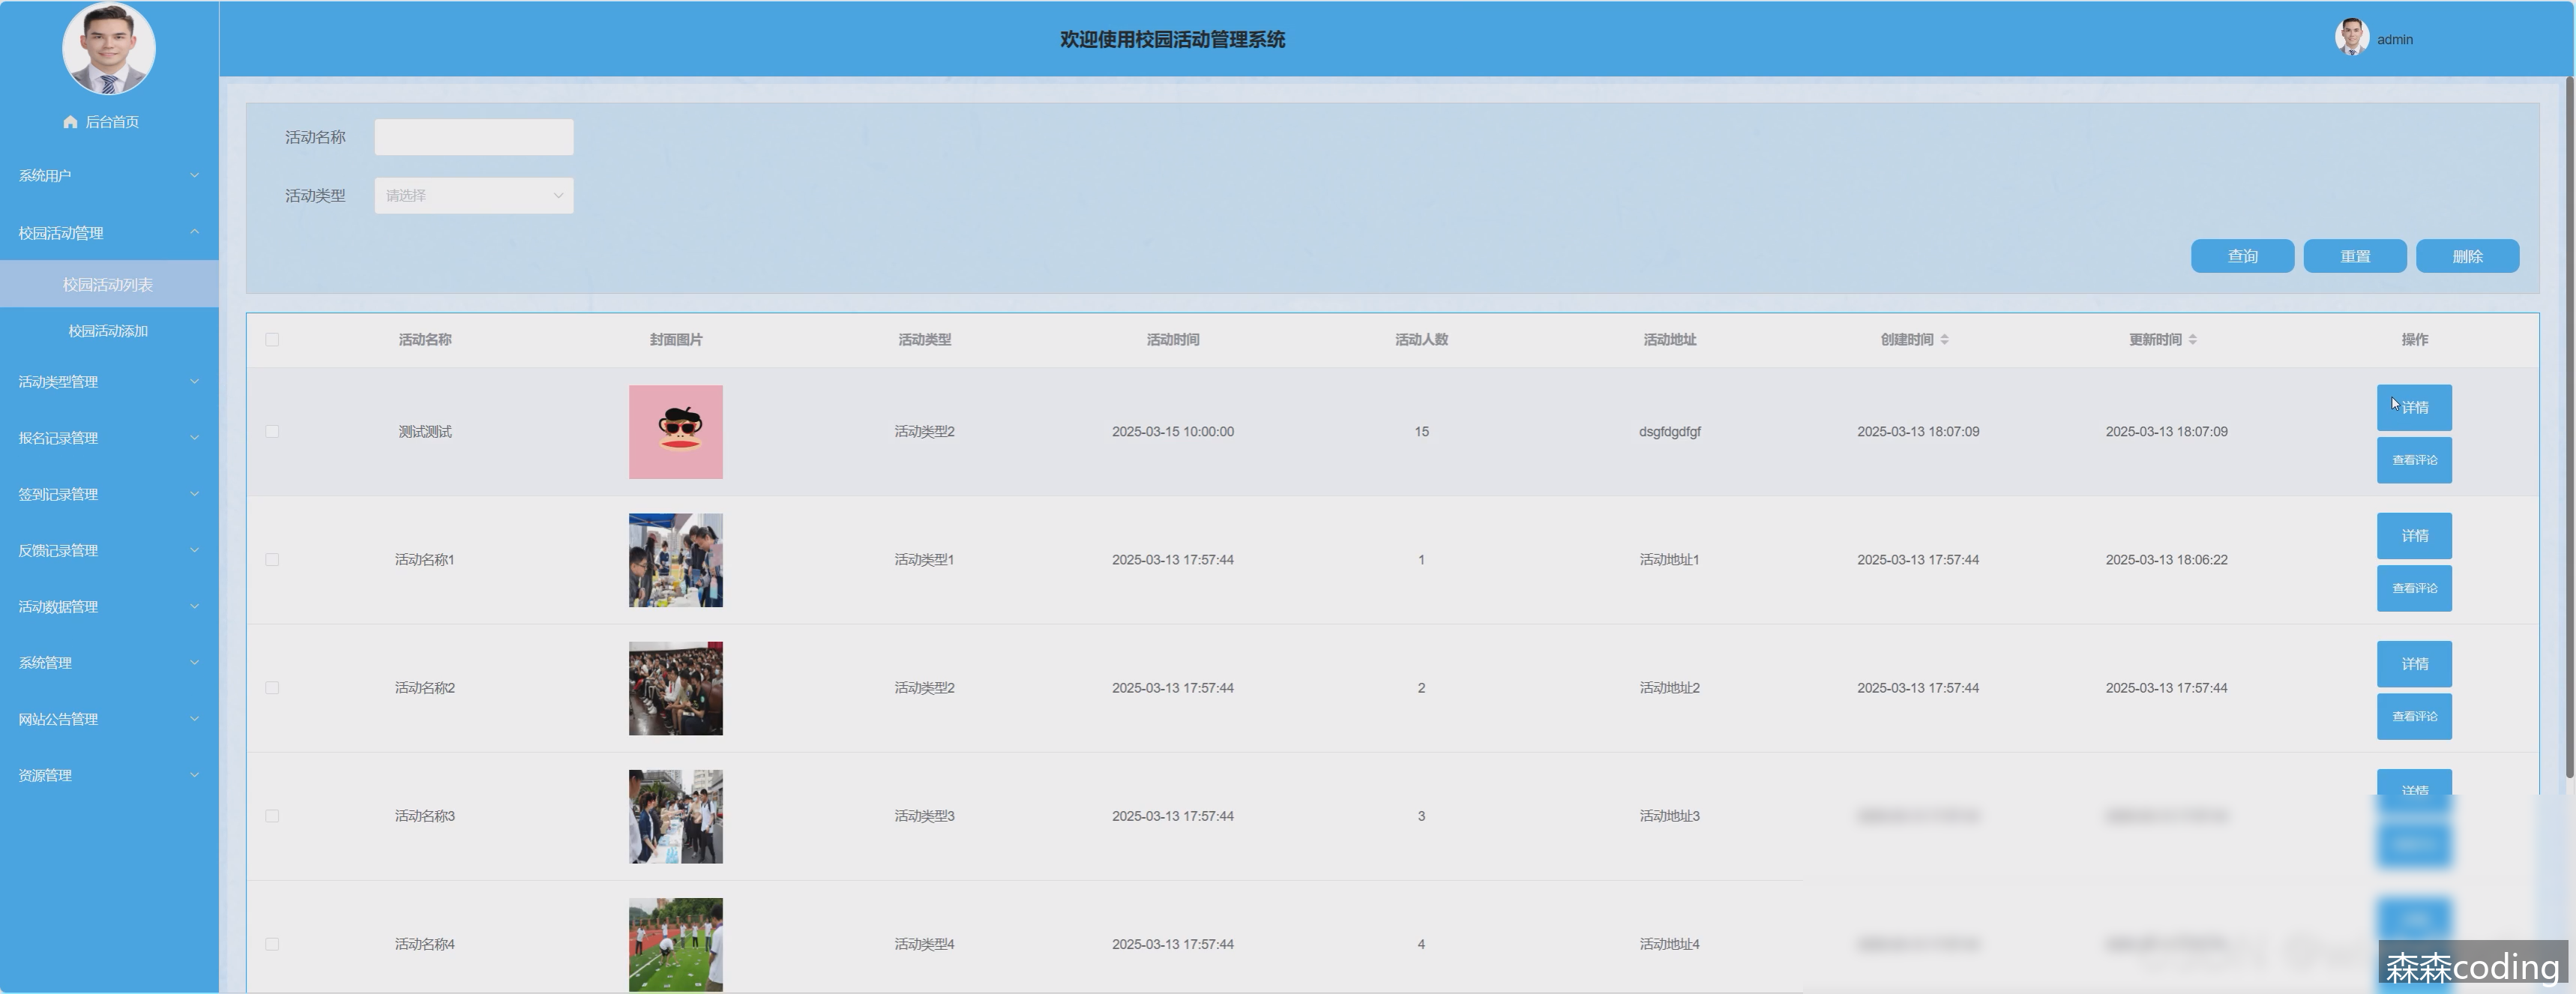 欢迎使用校园活动管理系统
admin
后台首页
系统用户
校园活动管理
校园活动列表
校园活动添加
活动类型管理
报名记录管理
签到记录管理
反馈记录管理
活动数据管理
系统管理
网站公告管理
资源管理
活动名称
活动类型 请选择
查询 重置 删除
活动名称 封面图片 活动类型 活动时间 活动人数 活动地址 创建时间 更新时间 操作
测试测试 活动类型2 2025-03-15 10:00:00 15 dsgfdgdfgf 2025-03-13 18:07:09 2025-03-13 18:07:09 详情
查看评论
活动名称1 活动类型1 2025-03-13 17:57:44 1 活动地址1 2025-03-13 17:57:44 2025-03-13 18:06:22 详情
查看评论
活动名称2 活动类型2 2025-03-13 17:57:44 2 活动地址2 2025-03-13 17:57:44 2025-03-13 17:57:44 详情
查看评论
活动名称3 活动类型3 2025-03-13 17:57:44 3 活动地址3 详情
活动名称4 活动类型4 2025-03-13 17:57:44 4 活动地址4
森森coding